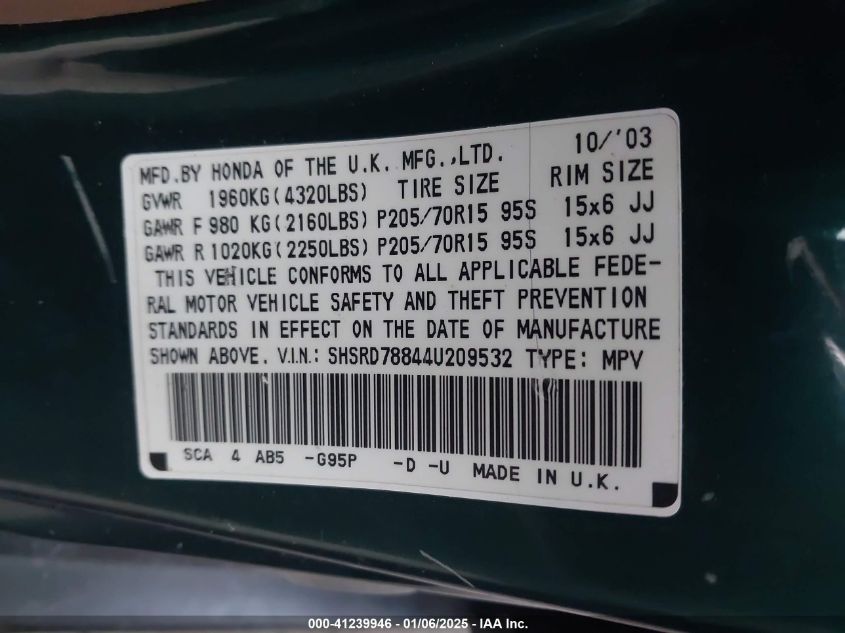 10/'03
MFD.BY HONDA OF THE U.K. MFG.,LTD.
GVWR 1960KG(4320LBS) TIRE SIZE RIM SIZE
GAWR F 980 KG(2160LBS) P205/70R15 95S 15x6 JJ
GAWR R 1020KG(2250LBS) P205/70R15 95S 15x6 JJ
THIS VEHICLE CONFORMS TO ALL APPLICABLE FEDE-
RAL MOTOR VEHICLE SAFETY AND THEFT PREVENTION
STANDARDS IN EFFECT ON THE DATE OF MANUFACTURE
SHOWN ABOVE. V.I.N.: SHSRD78844U209532 TYPE: MPV
SCA 4 AB5 -G95P -D -U MADE IN U.K.
000-41239946 - 01/06/2025 - IAA Inc.